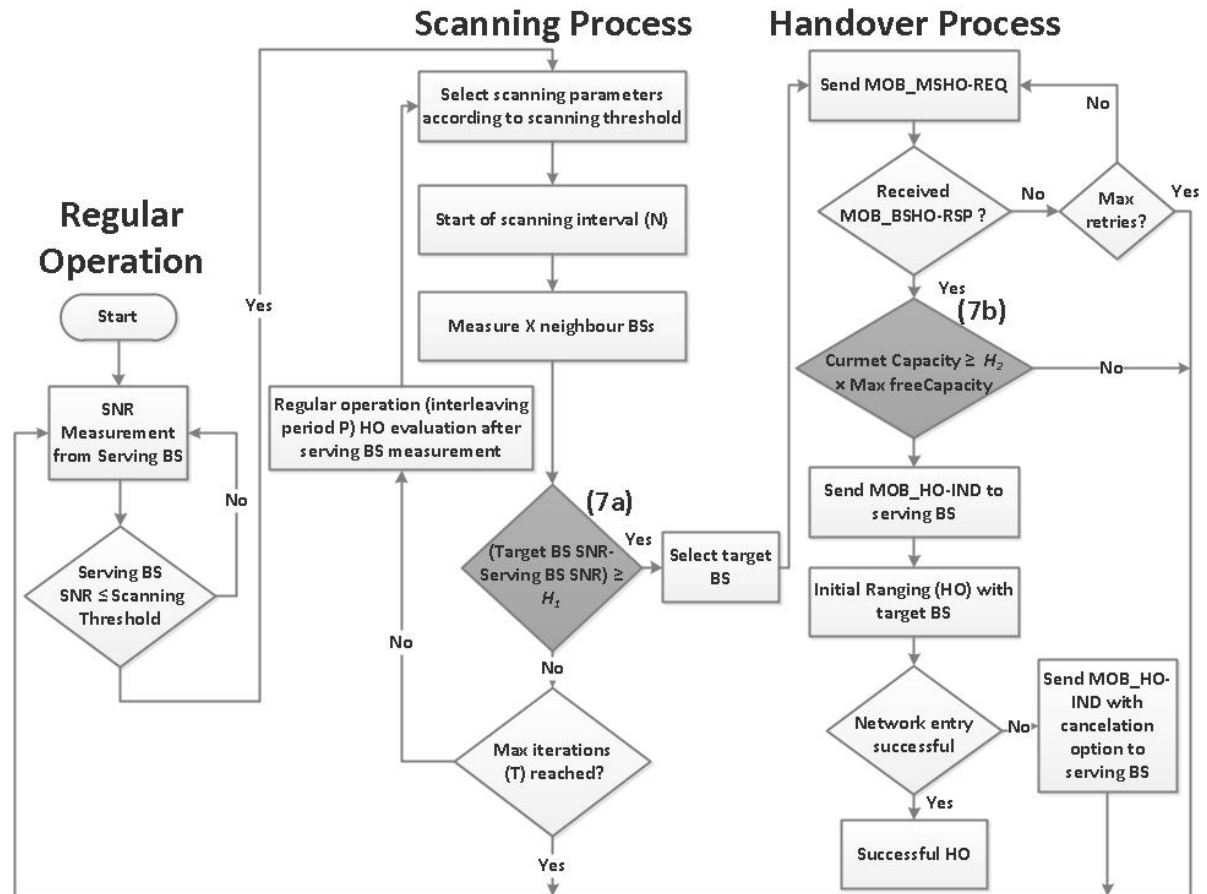 Scanning Process
Handover Process
Regular
Operation
Start
SNR
Measurement
from Serving BS
No
Serving BS
SNR ≤ Scanning
Threshold
Yes
Select scanning parameters
according to scanning threshold
Start of scanning interval (N)
Measure X neighbour BSs
Regular operation (interleaving
period P) HO evaluation after
serving BS measurement
(7a)
(Target BS SNR-
Serving BS SNR) ≥
H1
Yes
Select target
BS
No
No
Max iterations
(T) reached?
Yes
Send MOB_MSHO-REQ
No
Received
MOB_BSHO-RSP ?
No
Max
retries?
Yes
Yes
(7b)
Curmet Capacity ≥ H2
× Max freeCapacity
No
Send MOB_HO-IND to
serving BS
Initial Ranging (HO) with
target BS
Network entry
successful
No
Send MOB_HO-
IND with
cancelation
option to
serving BS
Yes
Successful HO